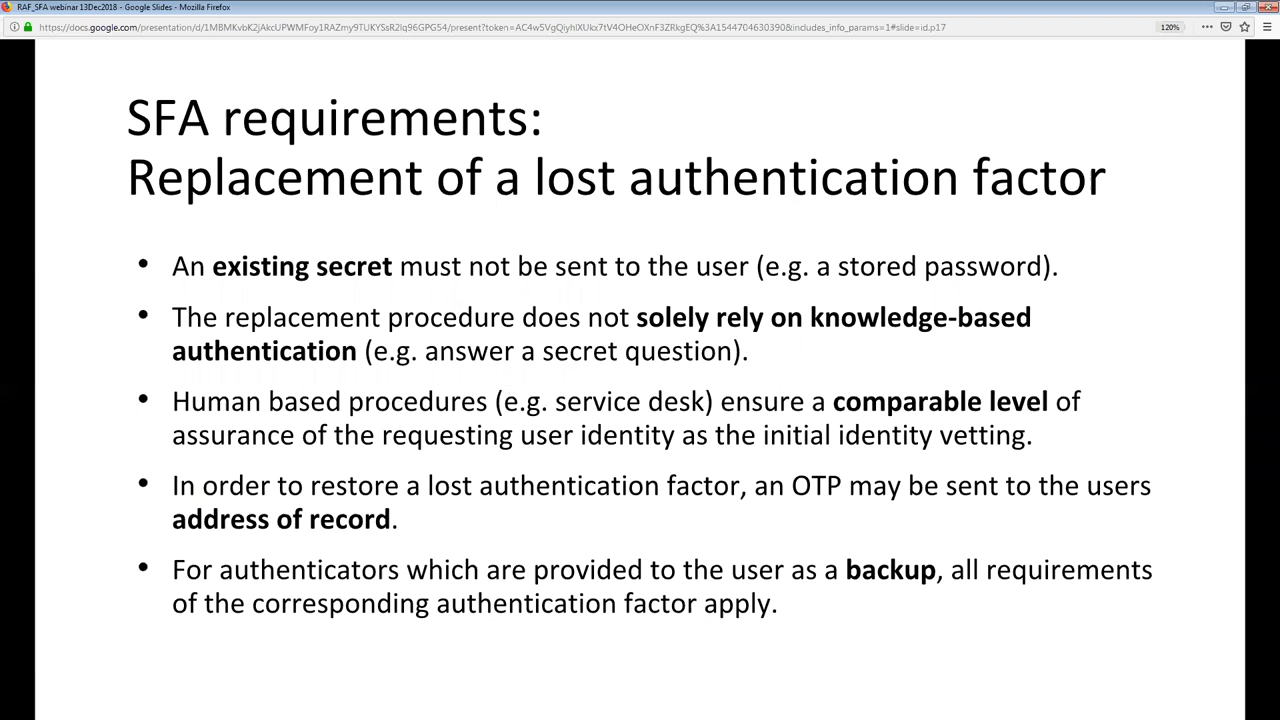 RAF_SFA webinar 13Dec2018 - Google Slides - Mozilla Firefox
https://docs.google.com/presentation/d/1MBMKvbK2jAkcUPWMFoy1RAZmy9TUKYSsR2lq96GPG54/present?token=AC4w5VgQiyhlXUkx7tV4OHeOXnF3ZRkgEQ%3A1544704630390&includes_info_params=1#slide=id.p17
120%
SFA requirements:
Replacement of a lost authentication factor
• An existing secret must not be sent to the user (e.g. a stored password).
• The replacement procedure does not solely rely on knowledge-based
authentication (e.g. answer a secret question).
• Human based procedures (e.g. service desk) ensure a comparable level of
assurance of the requesting user identity as the initial identity vetting.
• In order to restore a lost authentication factor, an OTP may be sent to the users
address of record.
• For authenticators which are provided to the user as a backup, all requirements
of the corresponding authentication factor apply.